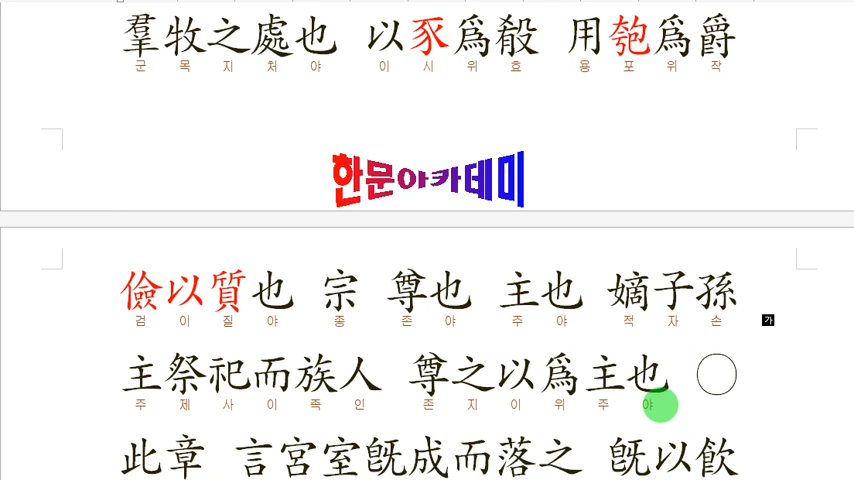 羣牧之處也 以豕爲殽 用匏爲爵
군 목 지 처 야 이 시 위 효 용 포 위 작
한문아카데미
儉以質也 宗 尊也 主也 嫡子孫
검 이 질 야 종 존 야 주 야 적 자 손
가
主祭祀而族人 尊之以爲主也 ○
주 제 사 이 족 인 존 지 이 위 주 야
此章 言宮室旣成而落之 旣以飮